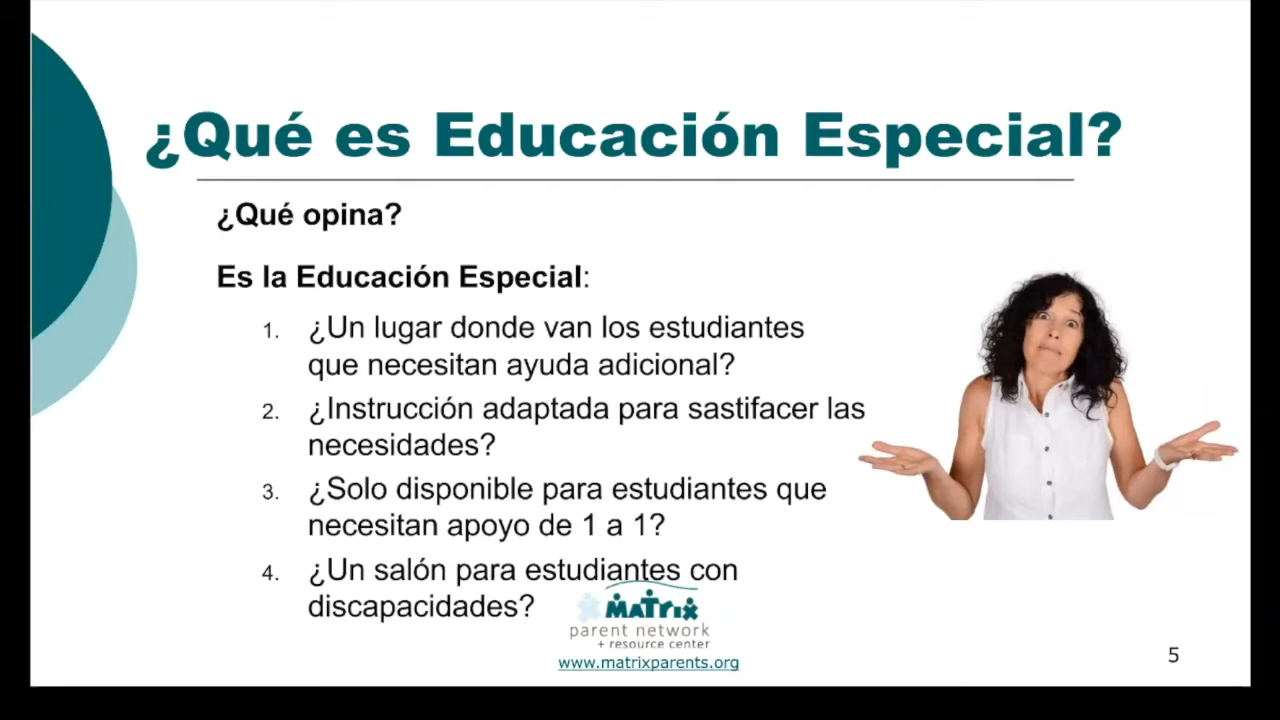 ¿Qué es Educación Especial?
¿Qué opina?
Es la Educación Especial:
1. ¿Un lugar donde van los estudiantes
que necesitan ayuda adicional?
2. ¿Instrucción adaptada para sastifacer las
necesidades?
3. ¿Solo disponible para estudiantes que
necesitan apoyo de 1 a 1?
4. ¿Un salón para estudiantes con
discapacidades?
MATRIX
parent network
+ resource center
www.matrixparents.org
5